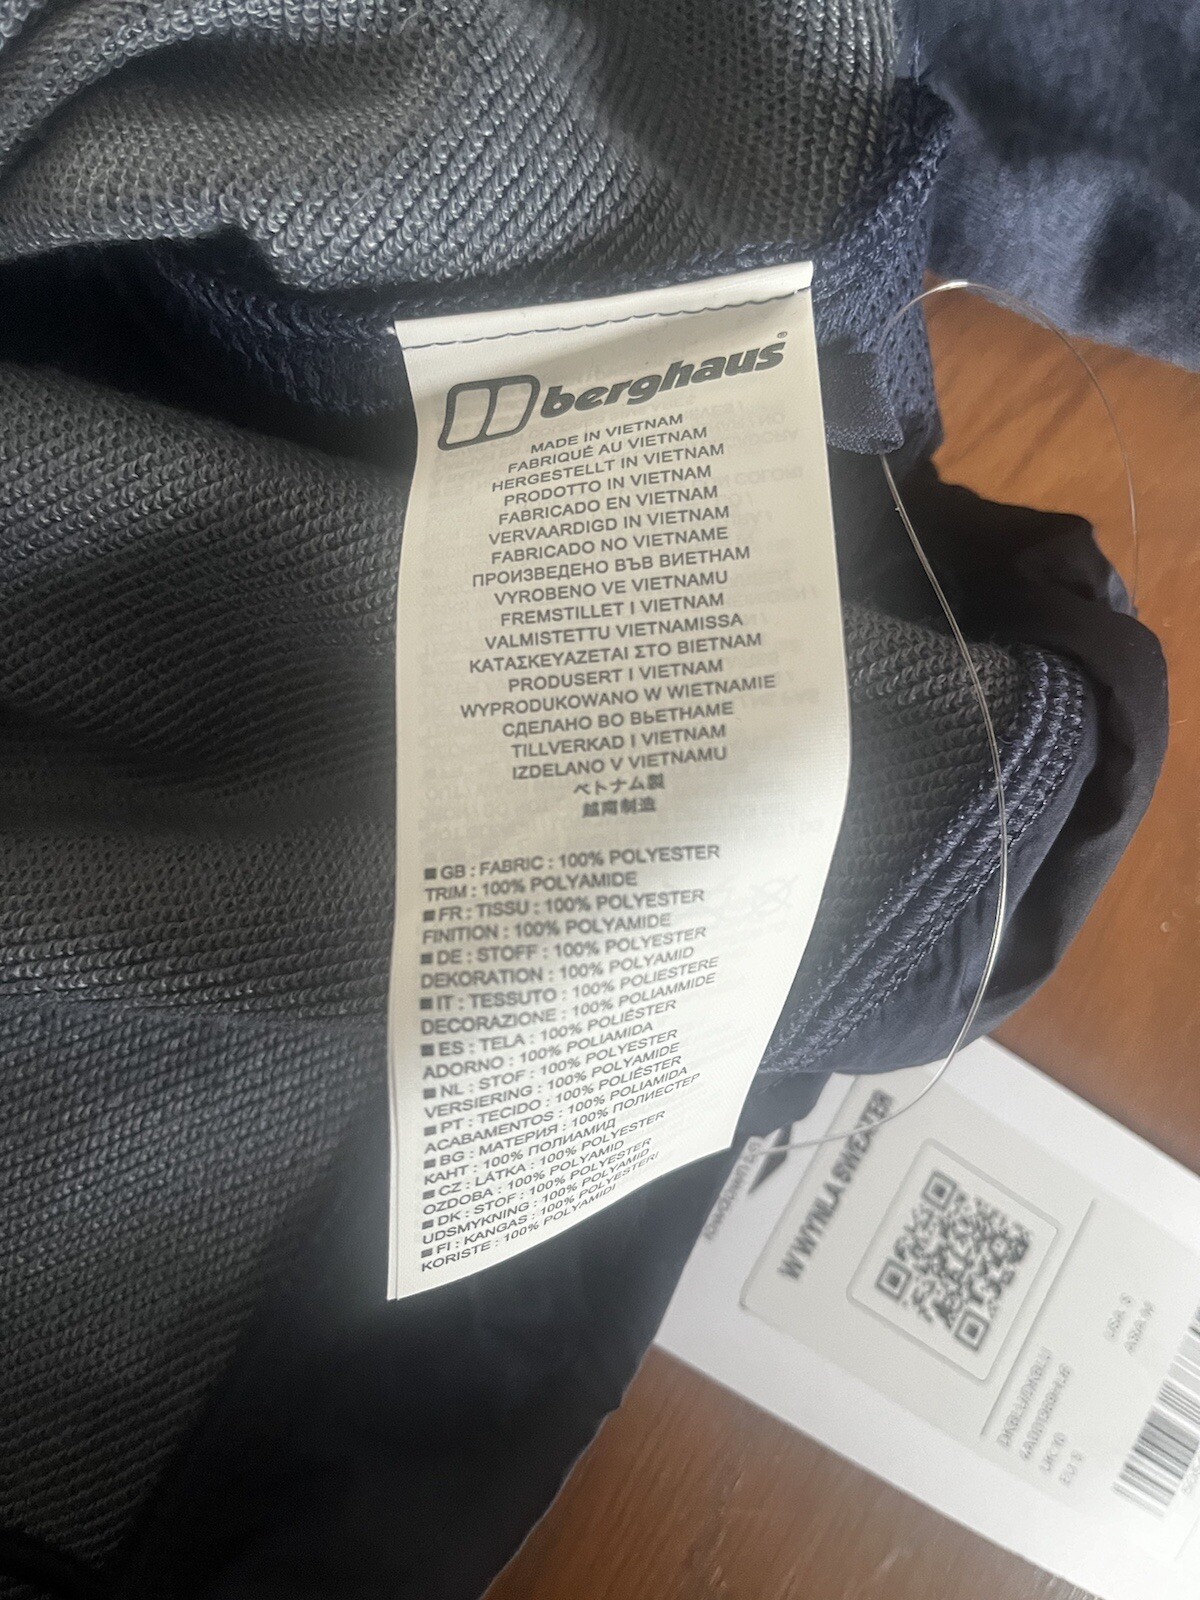 berghaus®
MADE IN VIETNAM
FABRIQUÉ AU VIETNAM
HERGESTELLT IN VIETNAM
PRODOTTO IN VIETNAM
FABRICADO EN VIETNAM
VERVAARDIGD IN VIETNAM
FABRICADO NO VIETNAME
ПРОИЗВЕДЕНО ВЪВ ВИЕТНАМ
VYROBENO VE VIETNAMU
FREMSTILLET I VIETNAM
VALMISTETTU VIETNAMISSA
ΚΑΤΑΣΚΕΥΑΖΕΤΑΙ ΣΤΟ ΒΙΕΤΝΑΜ
PRODUSERT I VIETNAM
WYPRODUKOWANO W WIETNAMIE
СДЕЛАНО ВО ВЬЕТНАМЕ
TILLVERKAD I VIETNAM
IZDELANO V VIETNAMU
ベトナム製
越南制造
■ GB : FABRIC : 100% POLYESTER
TRIM : 100% POLYAMIDE
■ FR : TISSU : 100% POLYESTER
FINITION : 100% POLYAMIDE
■ DE : STOFF : 100% POLYESTER
DEKORATION : 100% POLYAMID
■ IT : TESSUTO : 100% POLIESTERE
DECORAZIONE : 100% POLIAMMIDE
■ ES : TELA : 100% POLIÉSTER
ADORNO : 100% POLIAMIDA
■ NL : STOF : 100% POLYESTER
VERSIERING : 100% POLYAMIDE
■ PT : TECIDO : 100% POLIÉSTER
ACABAMENTOS : 100% POLIAMIDA
■ BG : МАТЕРИЯ : 100% ПОЛИЕСТЕР
КАНТ : 100% ПОЛИАМИД
■ CZ : LÁTKA : 100% POLYESTER
OZDOBA : 100% POLYAMID
■ DK : STOF : 100% POLYESTER
UDSMYKNING : 100% POLYAMID
■ FI : KANGAS : 100% POLYESTERI
KORISTE : 100% POLYAMIDI
W WYNLA SWEATER
DKBLU/DKBLU
UK 10
EU S
USA S
ASIA M